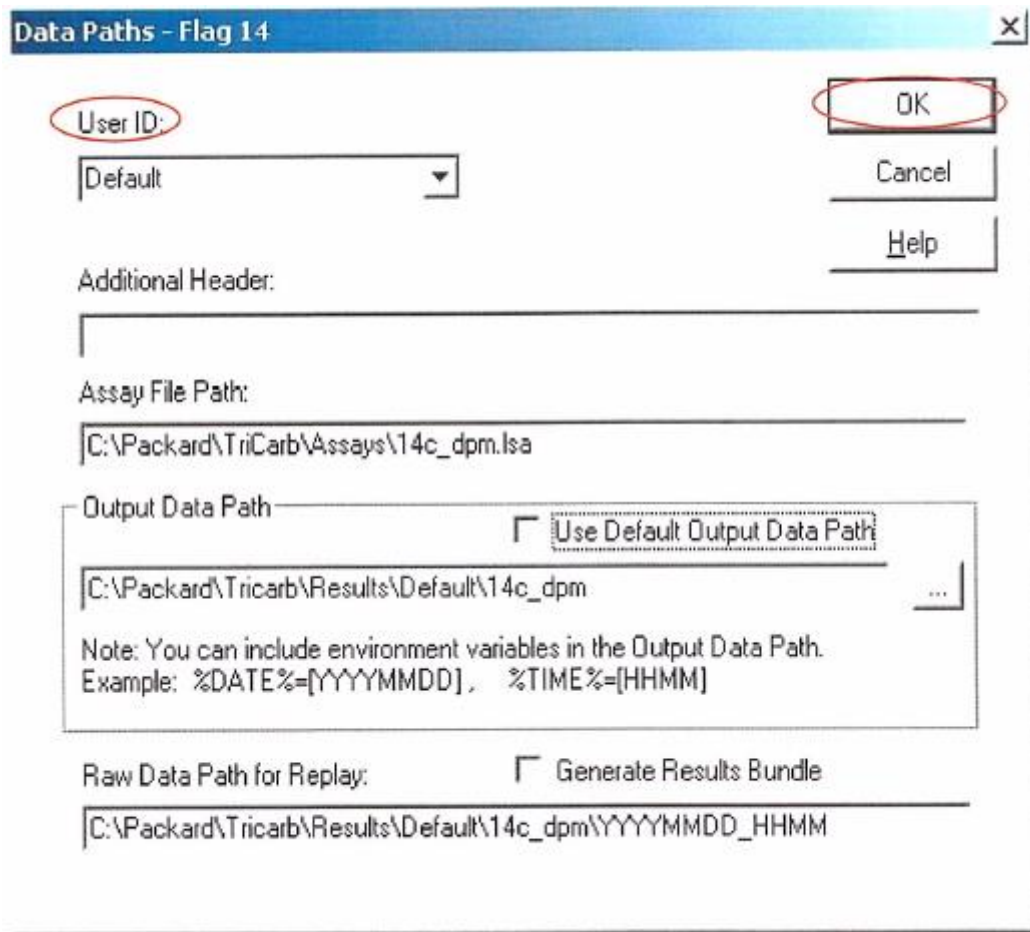 Data Paths - Flag 14
User ID:
OK
Default
Cancel
Help
Additional Header:
Assay File Path:
C:\Packard\TriCarb\Assays\14c_dpm.lsa
Output Data Path
Use Default Output Data Path
C:\Packard\Tricarb\Results\Default\14c_dpm
...
Note: You can include environment variables in the Output Data Path.
Example: %DATE%=[YYYYMMDD] , %TIME%=[HHMM]
Raw Data Path for Replay:
Generate Results Bundle
C:\Packard\Tricarb\Results\Default\14c_dpm\YYYYMMDD_HHMM